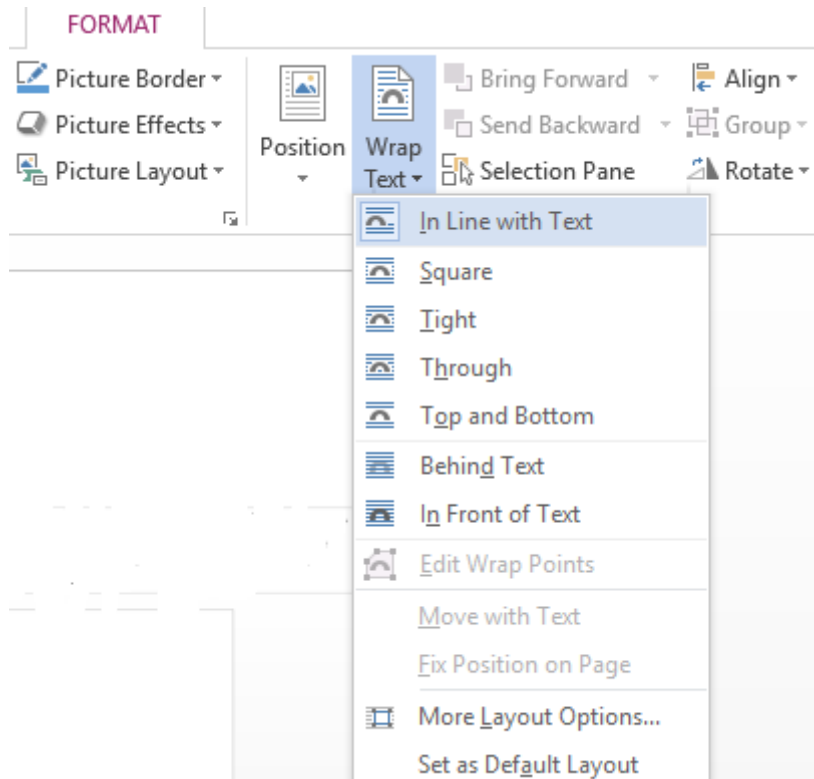 FORMAT
Picture Border
Picture Effects
Picture Layout
Position
Wrap
Text
Bring Forward
Send Backward
Selection Pane
Align
Group
Rotate
In Line with Text
Square
Tight
Through
Top and Bottom
Behind Text
In Front of Text
Edit Wrap Points
Move with Text
Fix Position on Page
More Layout Options...
Set as Default Layout